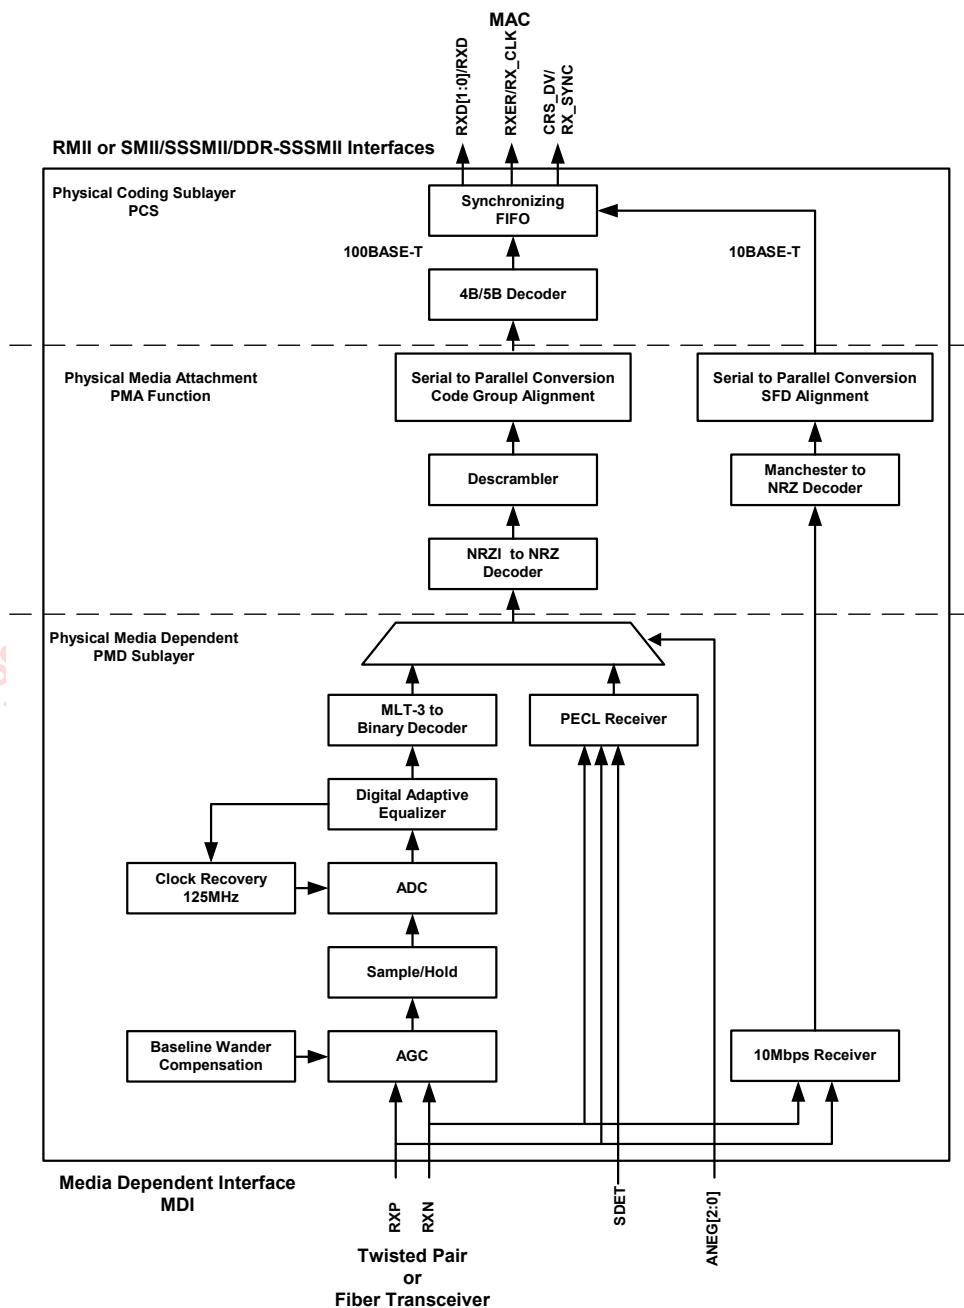 MAC
RXD[1:0]/RXD
RXER/RX_CLK
CRS_DV/
RX_SYNC
RMII or SMII/SSSMII/DDR-SSSMII Interfaces
Physical Coding Sublayer
PCS
Synchronizing
FIFO
100BASE-T
10BASE-T
4B/5B Decoder
Physical Media Attachment
PMA Function
Serial to Parallel Conversion
Code Group Alignment
Serial to Parallel Conversion
SFD Alignment
Descrambler
Manchester to
NRZ Decoder
NRZI to NRZ
Decoder
Physical Media Dependent
PMD Sublayer
MLT-3 to
Binary Decoder
PECL Receiver
Digital Adaptive
Equalizer
Clock Recovery
125MHz
ADC
Sample/Hold
Baseline Wander
Compensation
AGC
10Mbps Receiver
Media Dependent Interface
MDI
RXP
RXN
SDET
ANEG[2:0]
Twisted Pair
or
Fiber Transceiver